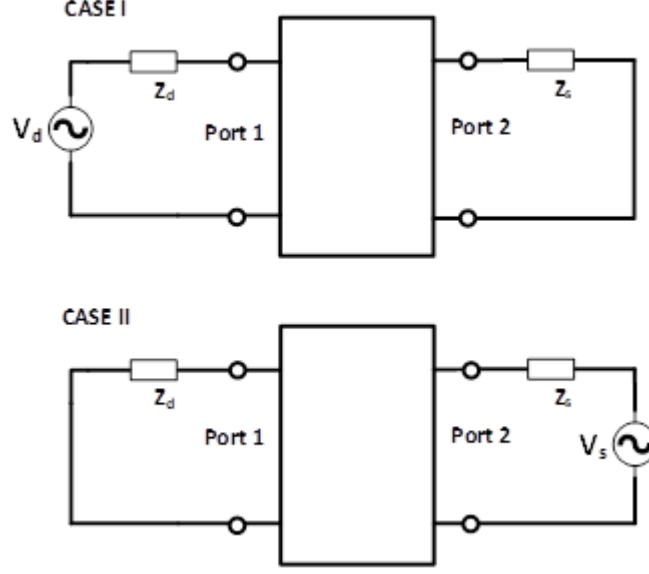 CASE I
Z_d
Z_s
V_d
Port 1
Port 2
CASE II
Z_d
Z_s
Port 1
Port 2
V_s